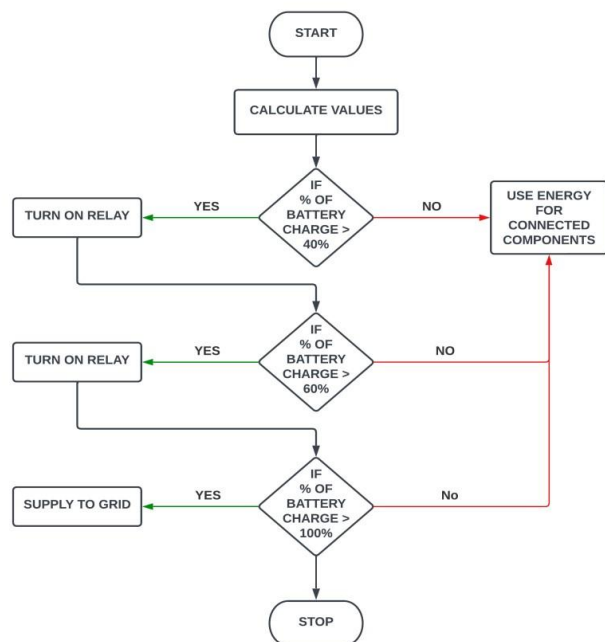 START
CALCULATE VALUES
IF
% OF
BATTERY
CHARGE >
40%
YES
NO
TURN ON RELAY
USE ENERGY
FOR
CONNECTED
COMPONENTS
IF
% OF
BATTERY
CHARGE >
60%
YES
NO
TURN ON RELAY
IF
% OF
BATTERY
CHARGE >
100%
YES
No
SUPPLY TO GRID
STOP